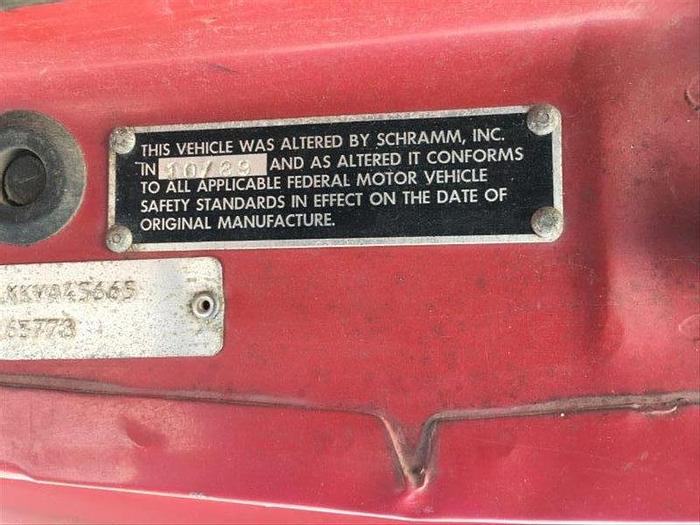 THIS VEHICLE WAS ALTERED BY SCHRAMM, INC.
IN 10/89 AND AS ALTERED IT CONFORMS
TO ALL APPLICABLE FEDERAL MOTOR VEHICLE
SAFETY STANDARDS IN EFFECT ON THE DATE OF
ORIGINAL MANUFACTURE.